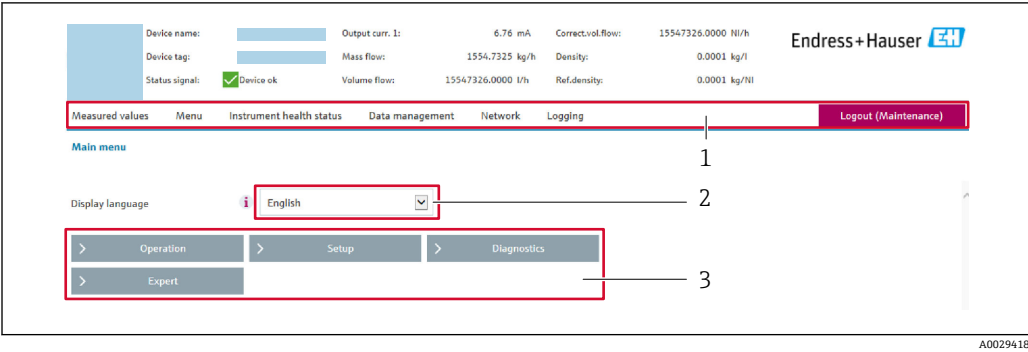 Device name: Output curr. 1: 6.76 mA Correct.vol.flow: 15547326.0000 Nl/h
Endress+Hauser EH
Device tag: Mass flow: 1554.7325 kg/h Density: 0.0001 kg/l
Status signal: Device ok Volume flow: 15547326.0000 l/h Ref.density: 0.0001 kg/Nl
Measured values Menu Instrument health status Data management Network Logging Logout (Maintenance)
1
Main menu
Display language i English 2
> Operation > Setup > Diagnostics
> Expert 3
A0029418